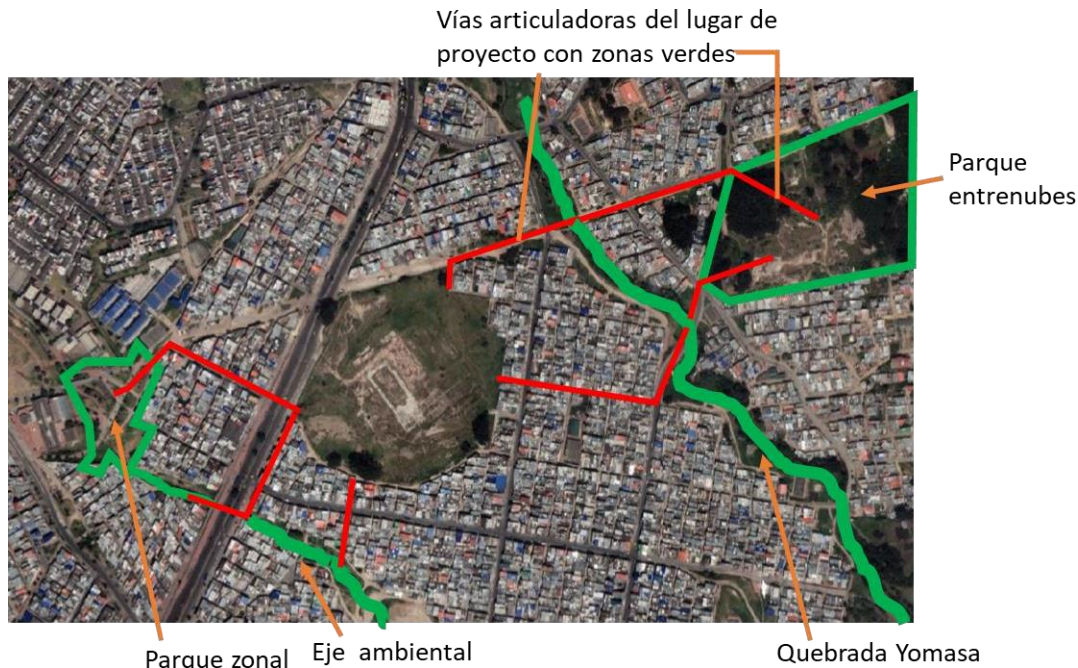 Vías articuladoras del lugar de
proyecto con zonas verdes
Parque
entrenubes
Parque zonal
Eje ambiental
Quebrada Yomasa